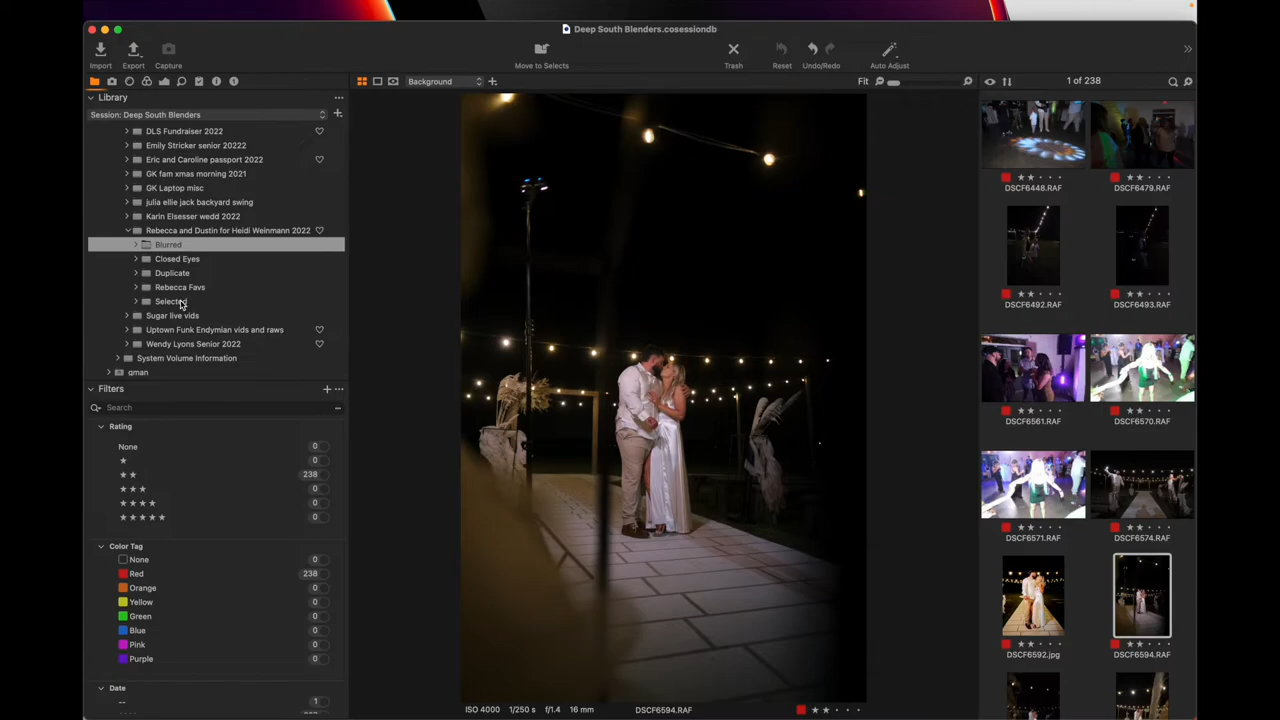 Deep South Blenders.cosessiondb
Import
Export
Capture
Move to Selects
Trash
Reset
Undo/Redo
Auto Adjust
Library
Background
Fit
1 of 238
Session: Deep South Blenders
DLS Fundraiser 2022
Emily Stricker senior 20222
Eric and Caroline passport 2022
GK fam xmas morning 2021
GK Laptop misc
julia ellie jack backyard swing
Karin Elsesser wedd 2022
Rebecca and Dustin for Heidi Weinmann 2022
Blurred
Closed Eyes
Duplicate
Rebecca Favs
Selected
Sugar live vids
Uptown Funk Endymian vids and raws
Wendy Lyons Senior 2022
System Volume Information
gman
Filters
Search
Rating
None 0
0
238
0
0
0
Color Tag
None 0
Red 238
Orange 0
Yellow 0
Green 0
Blue 0
Pink 0
Purple 0
Date
-- 1
ISO 4000 1/250 s f/1.4 16 mm
DSCF6594.RAF
DSCF6448.RAF DSCF6479.RAF
DSCF6492.RAF DSCF6493.RAF
DSCF6561.RAF DSCF6570.RAF
DSCF6571.RAF DSCF6574.RAF
DSCF6592.jpg DSCF6594.RAF